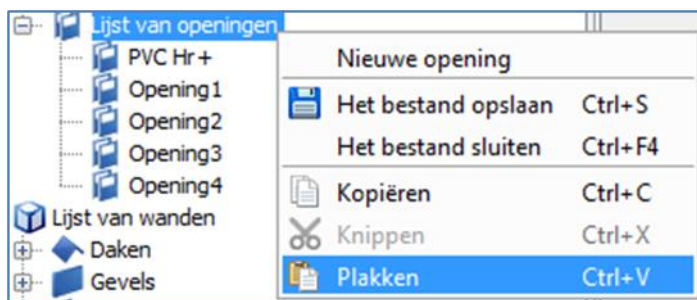 Lijst van openingen
PVC Hr+
Opening1
Opening2
Opening3
Opening4
Lijst van wanden
Daken
Gevels
Nieuwe opening
Het bestand opslaan Ctrl+S
Het bestand sluiten Ctrl+F4
Kopiëren Ctrl+C
Knippen Ctrl+X
Plakken Ctrl+V